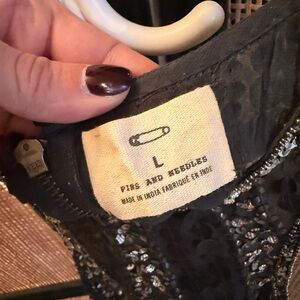 L
PINS AND NEEDLES
MADE IN INDIA FABRIQUÉ EN INDE